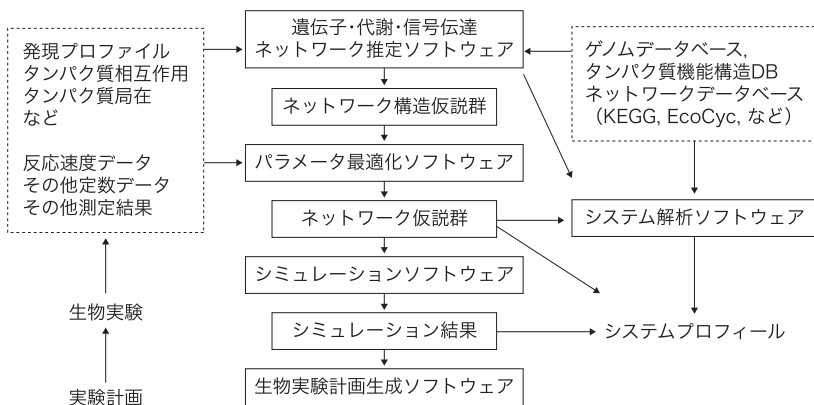 遺伝子・代謝・信号伝達
ネットワーク推定ソフトウェア
発現プロファイル
タンパク質相互作用
タンパク質局在
など
反応速度データ
その他定数データ
その他測定結果
ゲノムデータベース,
タンパク質機能構造DB
ネットワークデータベース
（KEGG, EcoCyc, など）
ネットワーク構造仮説群
パラメータ最適化ソフトウェア
ネットワーク仮説群
システム解析ソフトウェア
シミュレーションソフトウェア
生物実験
シミュレーション結果
システムプロフィール
実験計画
生物実験計画生成ソフトウェア